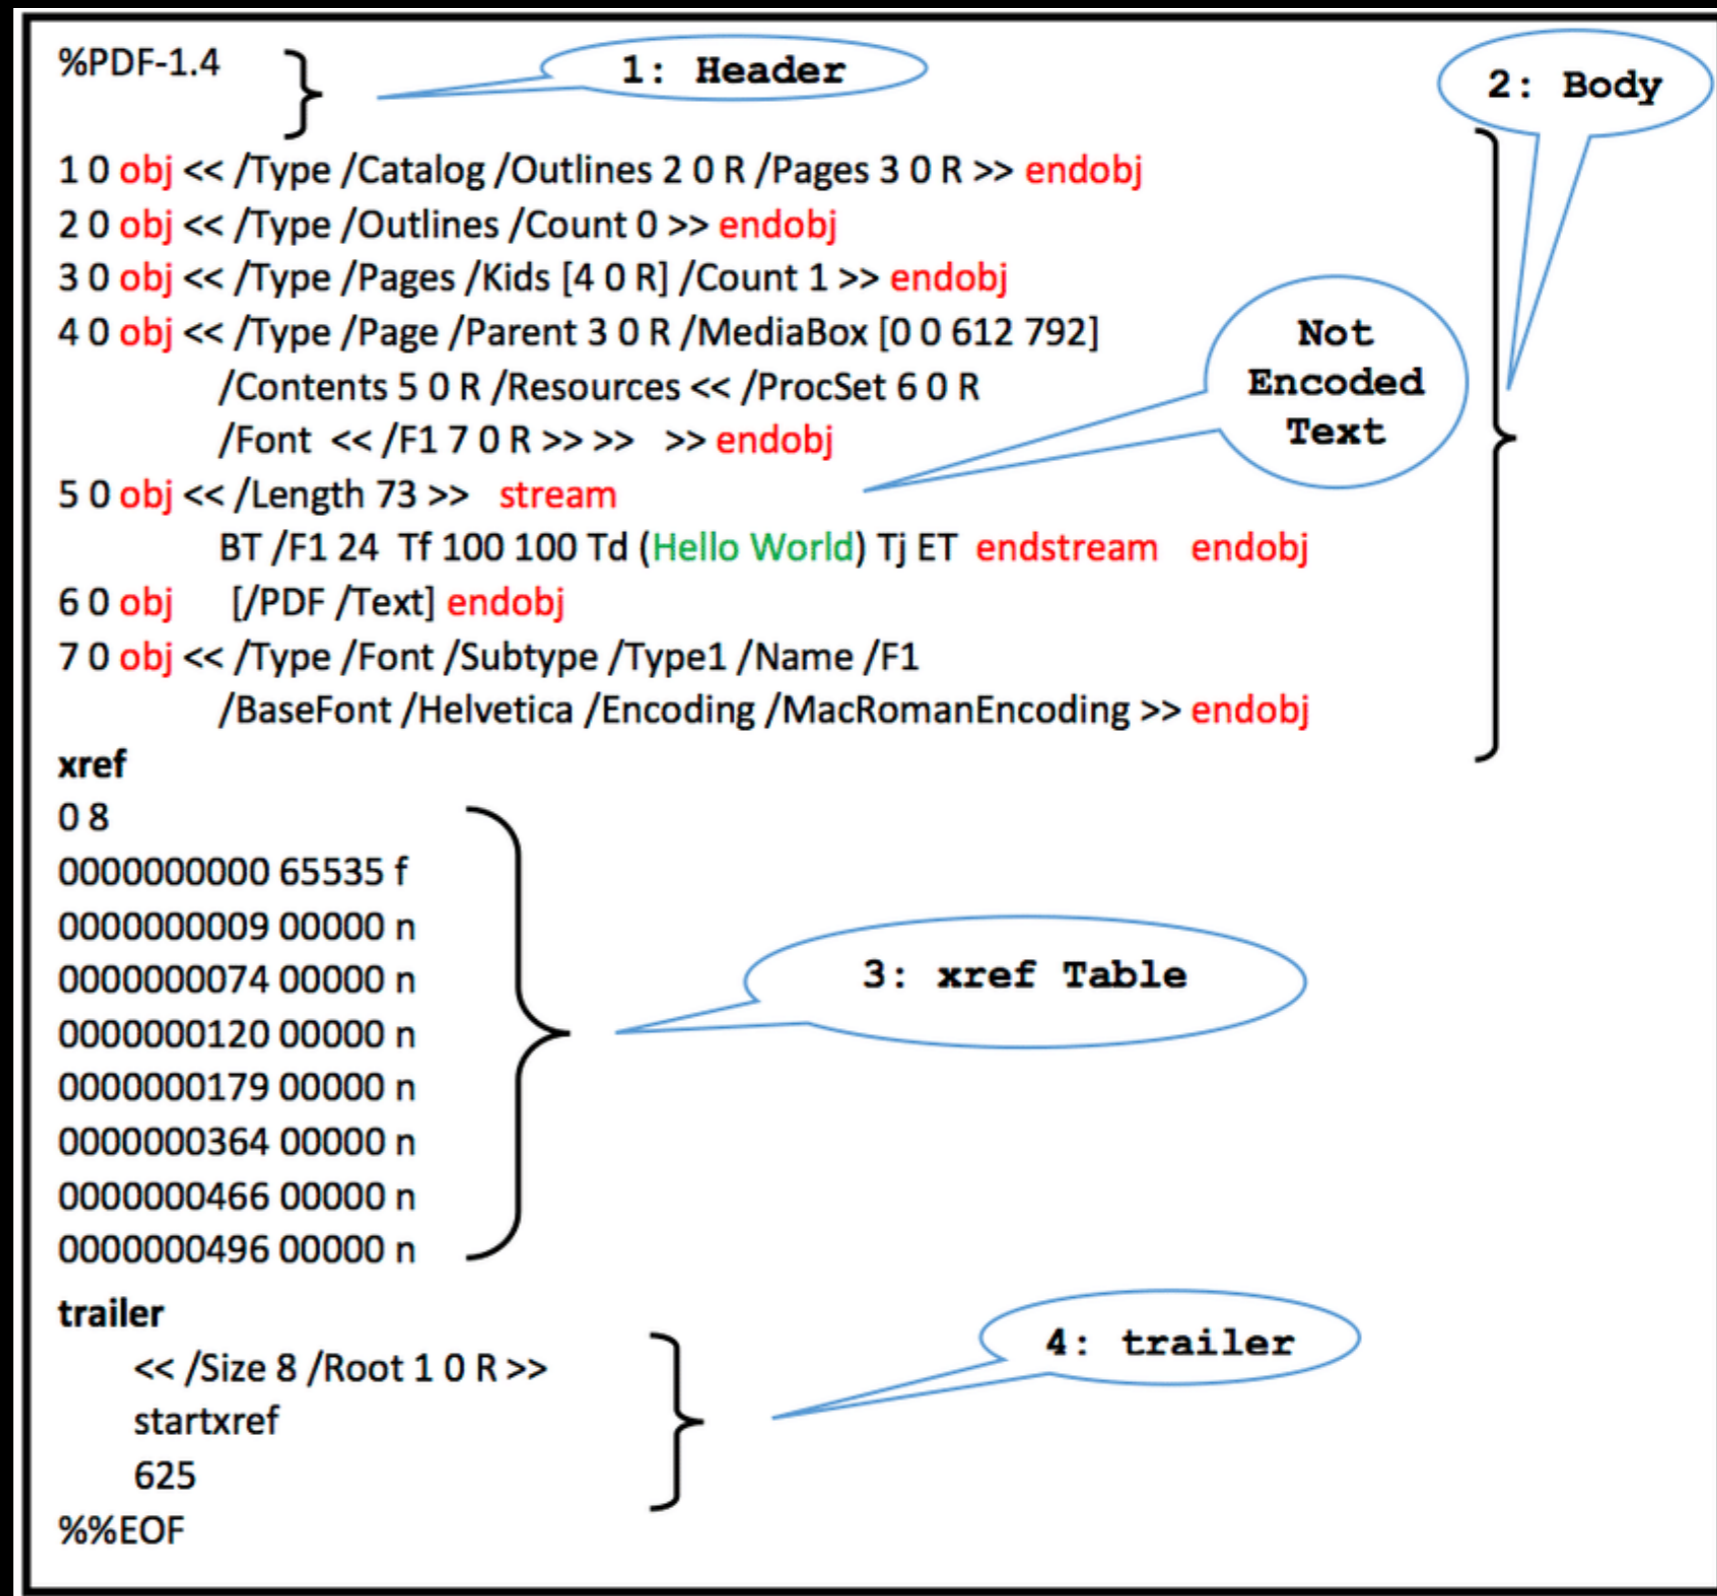 %PDF-1.4
1: Header
2: Body
1 0 obj << /Type /Catalog /Outlines 2 0 R /Pages 3 0 R >> endobj
2 0 obj << /Type /Outlines /Count 0 >> endobj
3 0 obj << /Type /Pages /Kids [4 0 R] /Count 1 >> endobj
4 0 obj << /Type /Page /Parent 3 0 R /MediaBox [0 0 612 792]
/Contents 5 0 R /Resources << /ProcSet 6 0 R
/Font << /F1 7 0 R >> >> >> endobj
Not
Encoded
Text
5 0 obj << /Length 73 >> stream
BT /F1 24 Tf 100 100 Td (Hello World) Tj ET endstream endobj
6 0 obj [/PDF /Text] endobj
7 0 obj << /Type /Font /Subtype /Type1 /Name /F1
/BaseFont /Helvetica /Encoding /MacRomanEncoding >> endobj
xref
0 8
0000000000 65535 f
0000000009 00000 n
0000000074 00000 n
0000000120 00000 n
0000000179 00000 n
0000000364 00000 n
0000000466 00000 n
0000000496 00000 n
3: xref Table
trailer
<< /Size 8 /Root 1 0 R >>
startxref
625
%%EOF
4: trailer